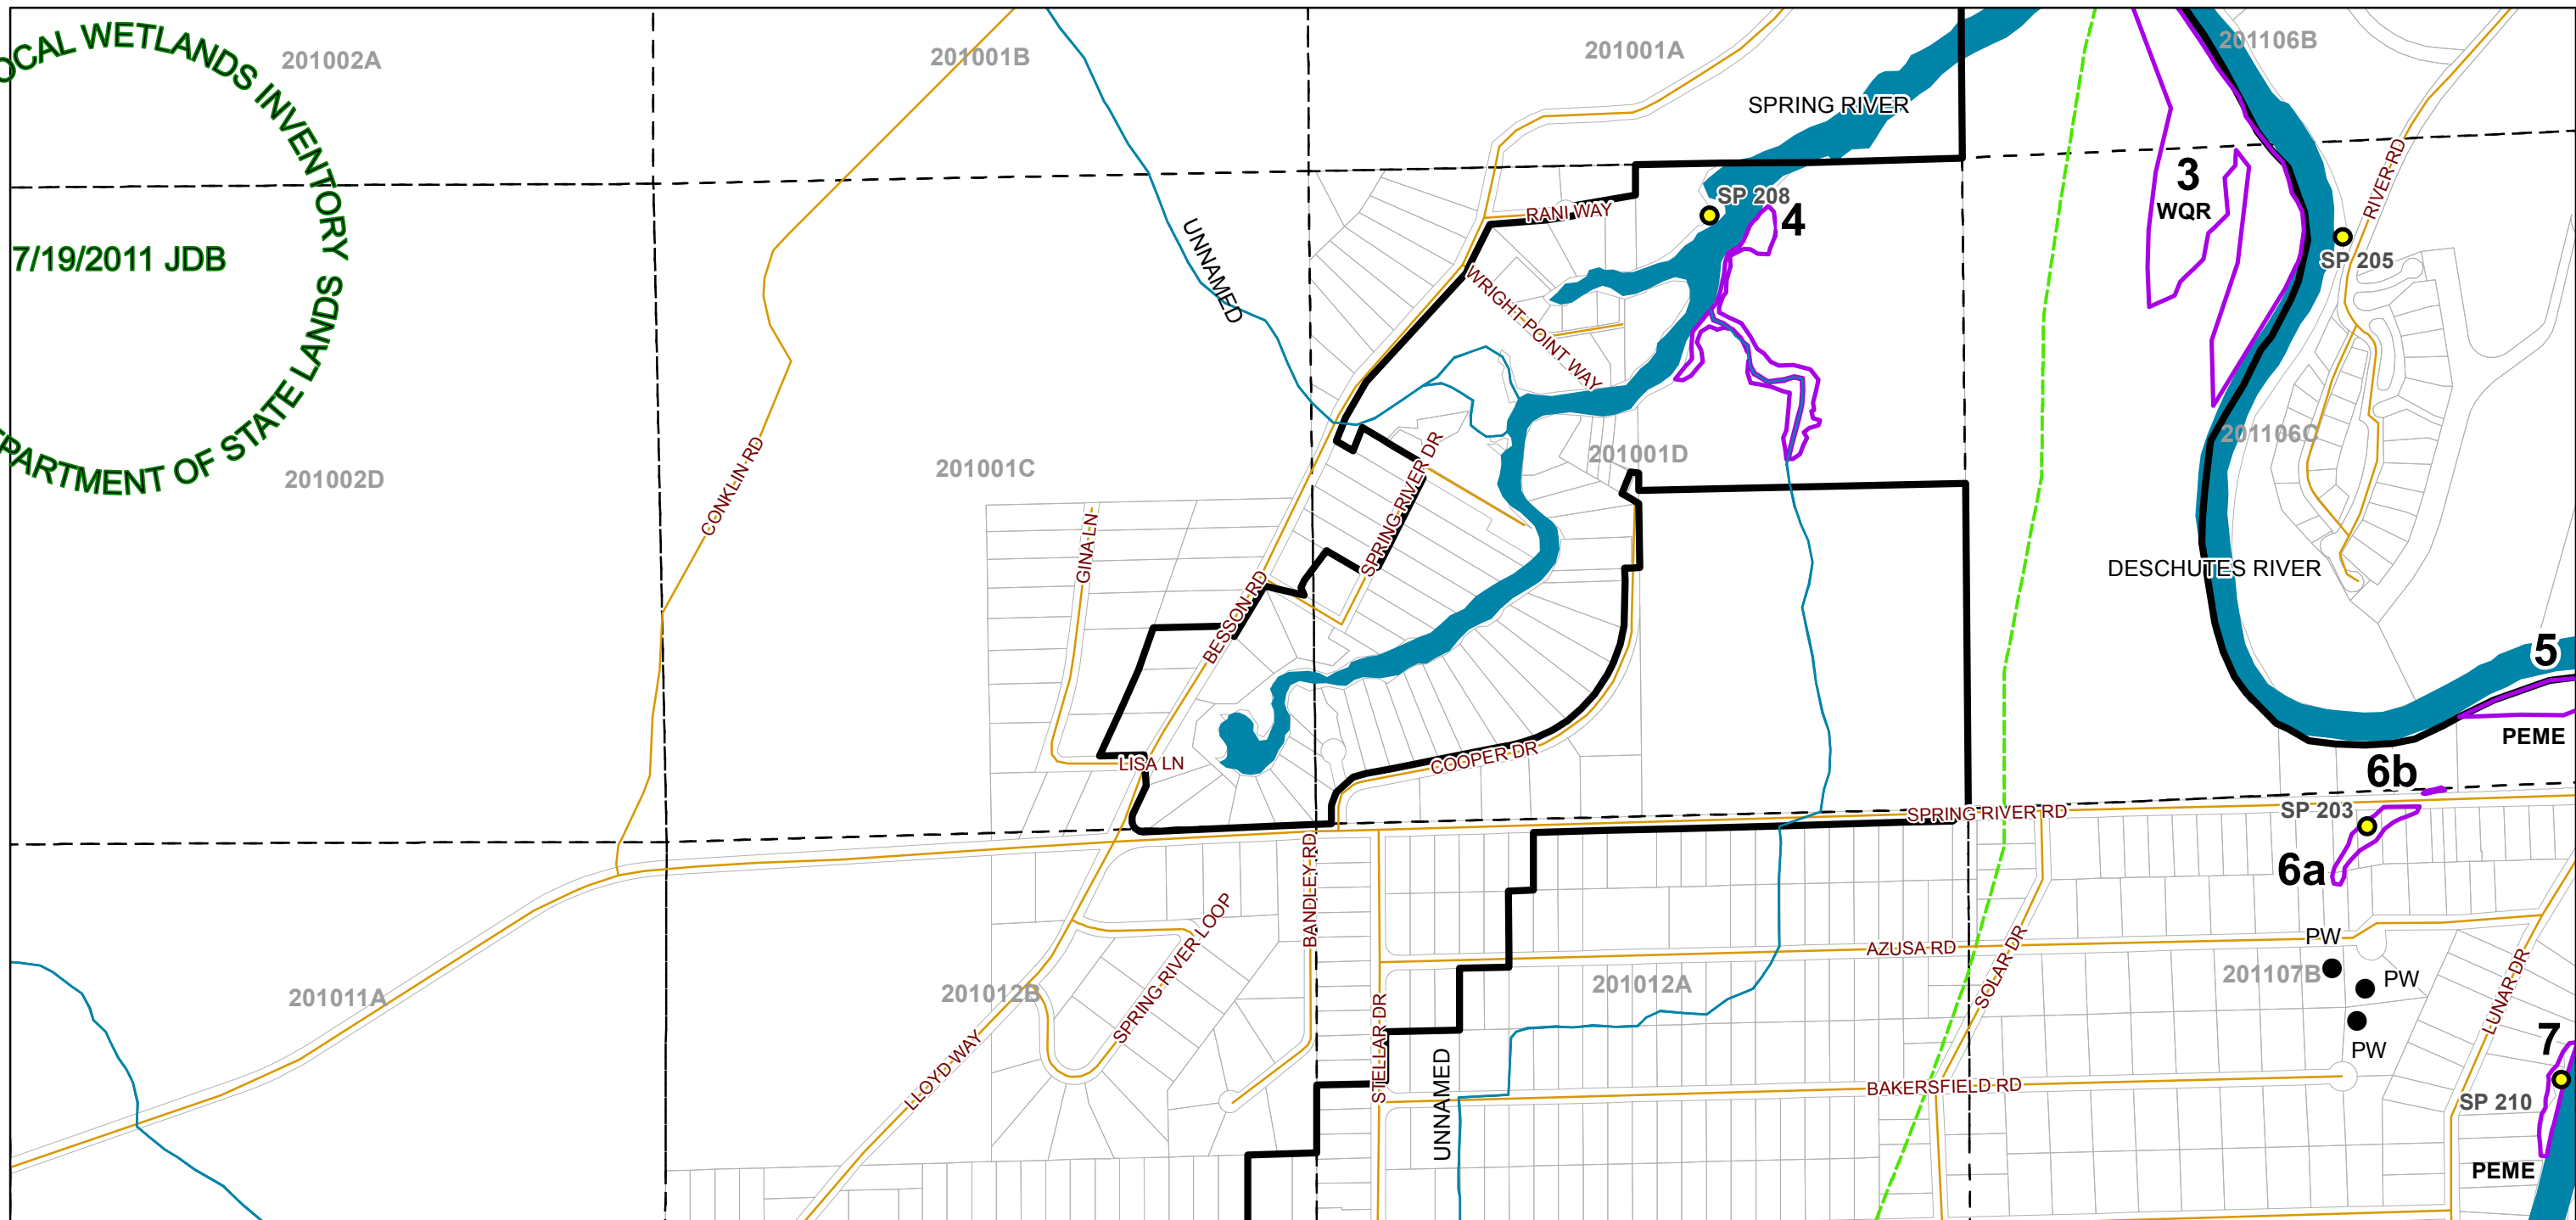 OCAL WETLANDS INVENTORY
PARTMENT OF STATE LANDS
7/19/2011 JDB
201002A
201001B
201001A
201106B
SPRING RIVER
SP 208
4
3
WQR
RIVER RD
RANI WAY
UNNAMED
SP 205
WRIGHT POINT WAY
201002D
CONKLIN RD
201001C
SPRING RIVER DR
201001D
201106C
GINA LN
BESSON RD
DESCHUTES RIVER
5
PEME
LISA LN
COOPER DR
6b
SP 203
SPRING RIVER RD
6a
BANDLEY RD
SPRING RIVER LOOP
PW
AZUSA RD
SOLAR DR
201107B
PW
LUNAR DR
201011A
201012B
201012A
STELLAR DR
LLOYD WAY
UNNAMED
PW
7
BAKERSFIELD RD
SP 210
PEME